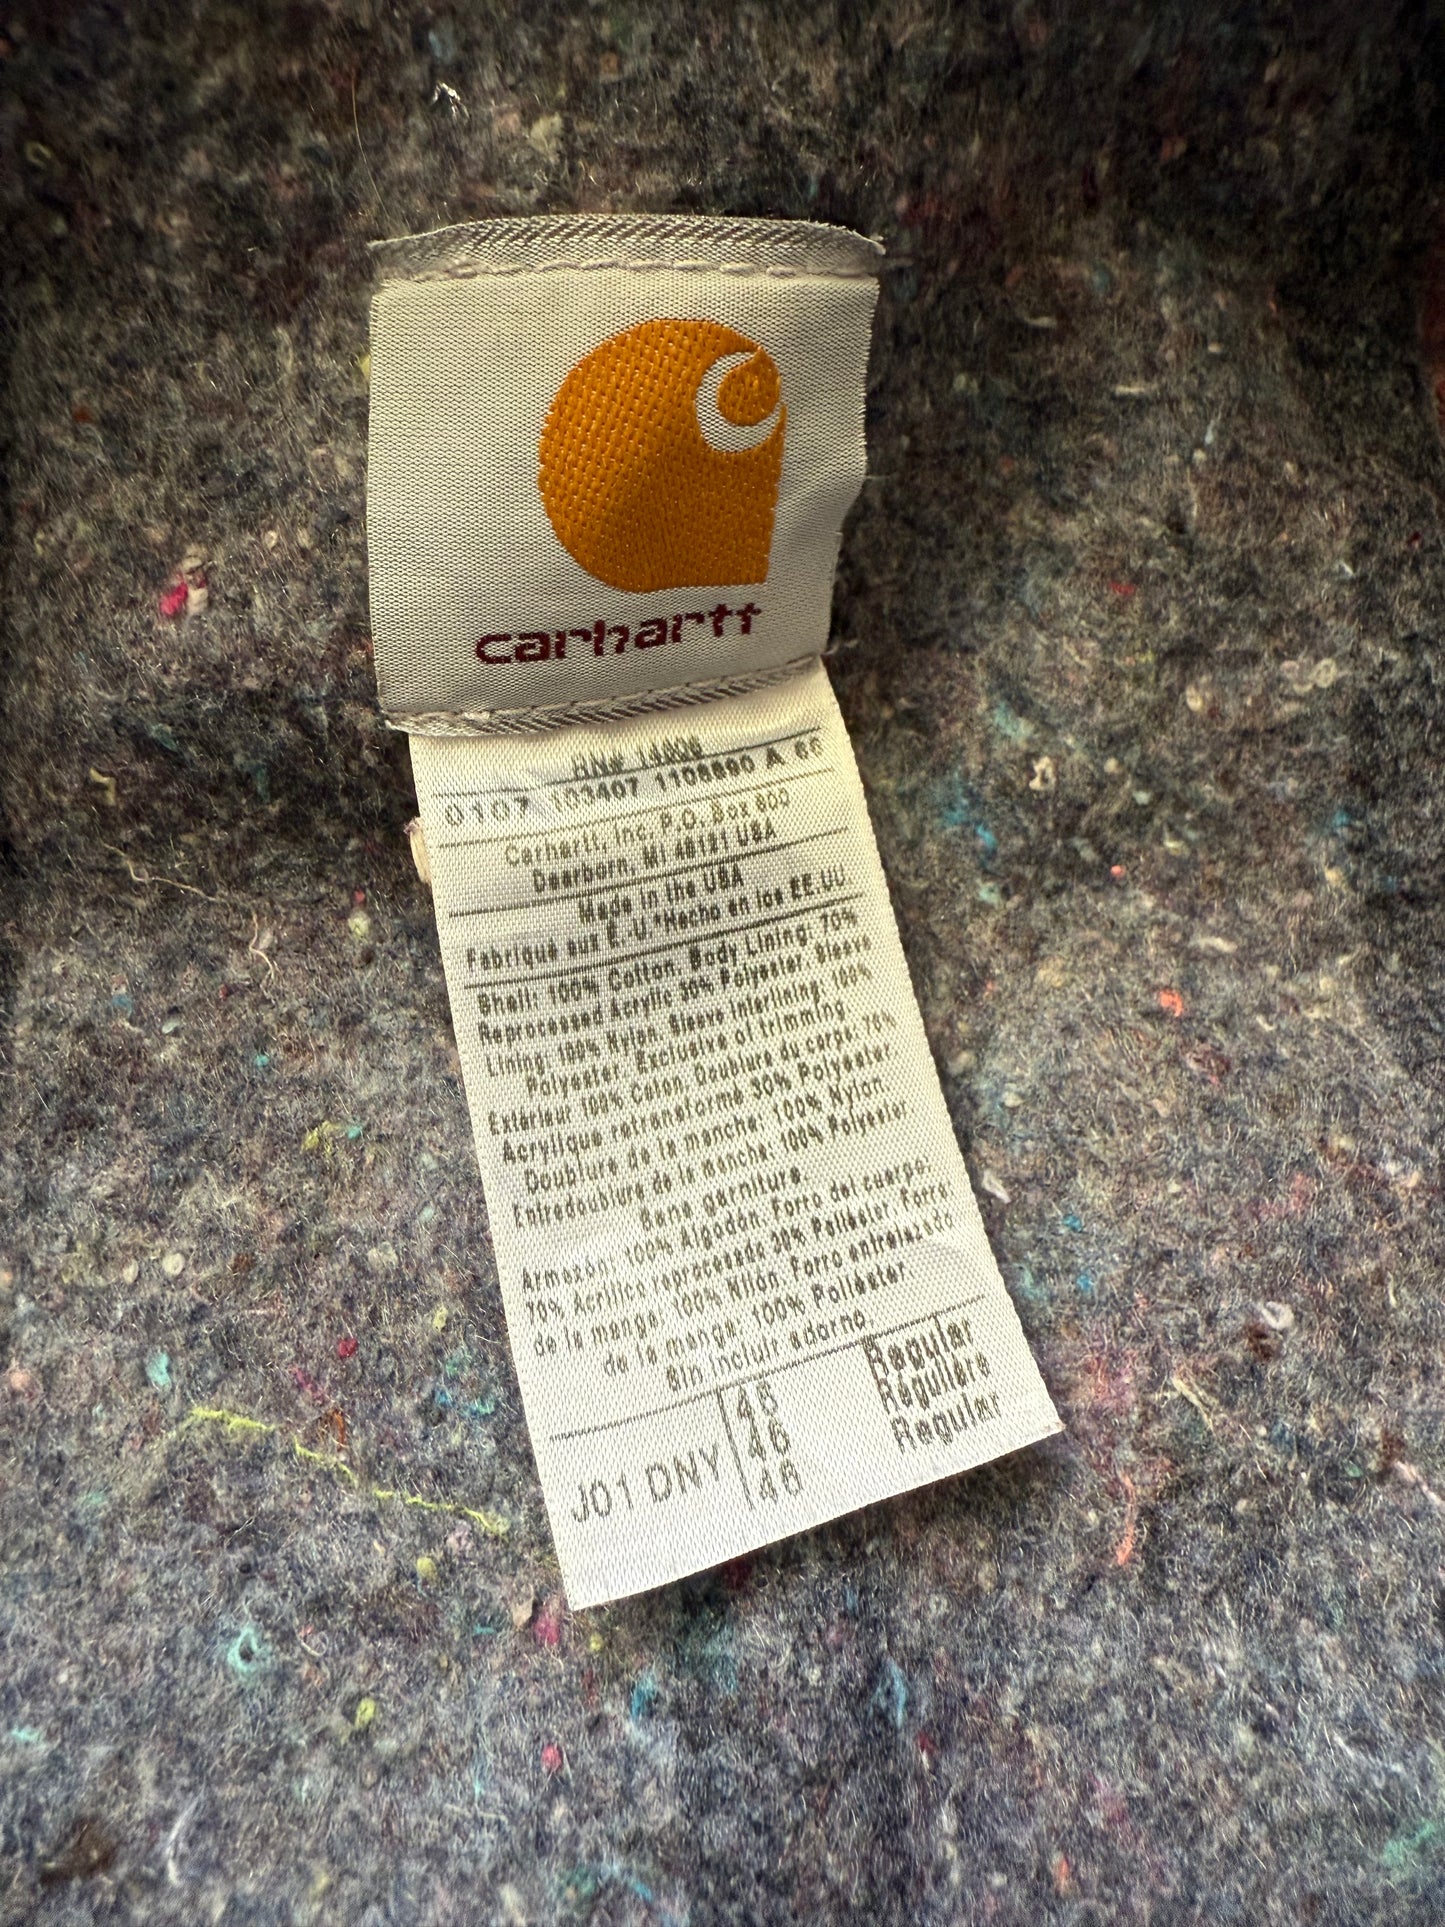 carhartt
RN# 14806
0107 103407 1108890 A 66
Carhartt, Inc. P.O. Box 600
Dearborn, MI 48121 USA
Made in the USA
Fabriqué aux E.-U.*Hecho en los EE.UU
Shell: 100% Cotton. Body Lining: 70%
Reprocessed Acrylic 30% Polyester. Sleeve
Lining: 100% Nylon. Sleeve Interlining: 100%
Polyester Exclusive of trimming
Extérieur 100% Coton. Doublure du corps: 70%
Acryllque retransformé 30% Polyester.
Doublure de la manche: 100% Nylon
Entredoublure de la manche: 100% Polyester.
Sans garniture
Armazon: 100% Algodón. Forro del cuerpo:
70% Acrílico reprocesado 30% Poliéster. Forro
de la manga: 100% Nilón. Forro entrelazado
de la manga: 100% Poliéster
Sin incluir adorno
J01 DNY
46 Regular
46 Régulière
46 Regular